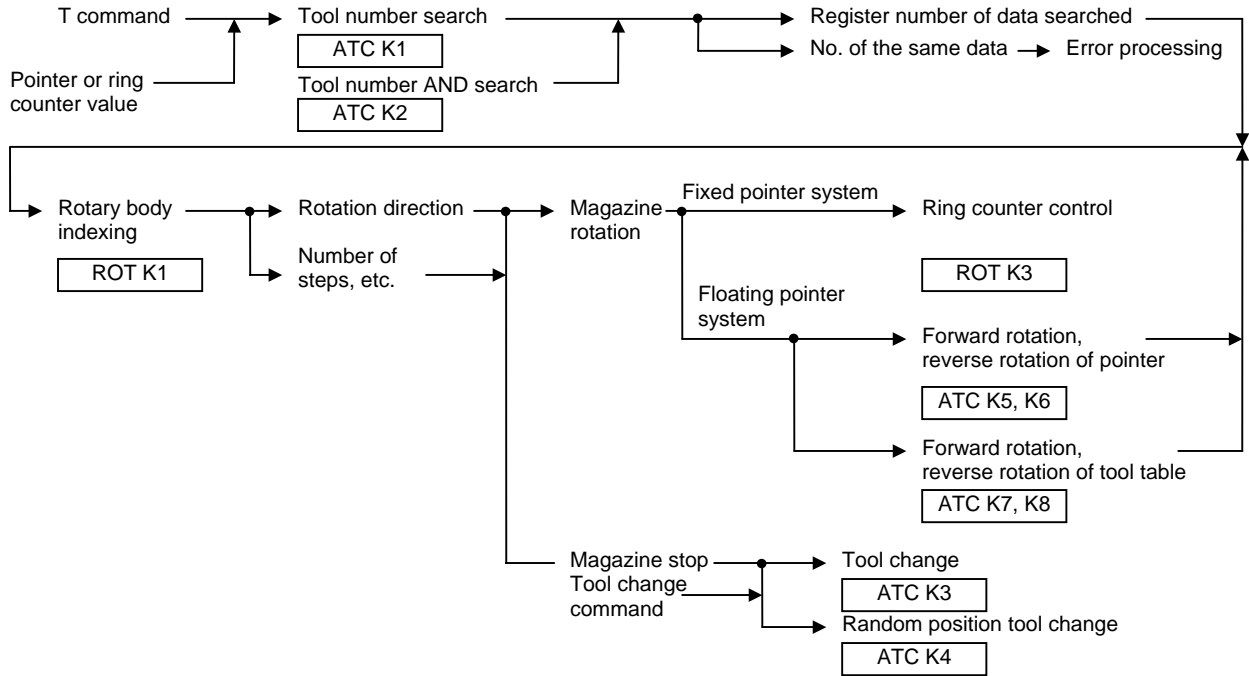 T command
Tool number search
Register number of data searched
ATC K1
No. of the same data
Error processing
Pointer or ring
counter value
Tool number AND search
ATC K2
Rotary body
indexing
ROT K1
Rotation direction
Number of
steps, etc.
Magazine
rotation
Fixed pointer system
Ring counter control
ROT K3
Floating pointer
system
Forward rotation,
reverse rotation of pointer
ATC K5, K6
Forward rotation,
reverse rotation of tool table
ATC K7, K8
Magazine stop
Tool change
command
Tool change
ATC K3
Random position tool change
ATC K4